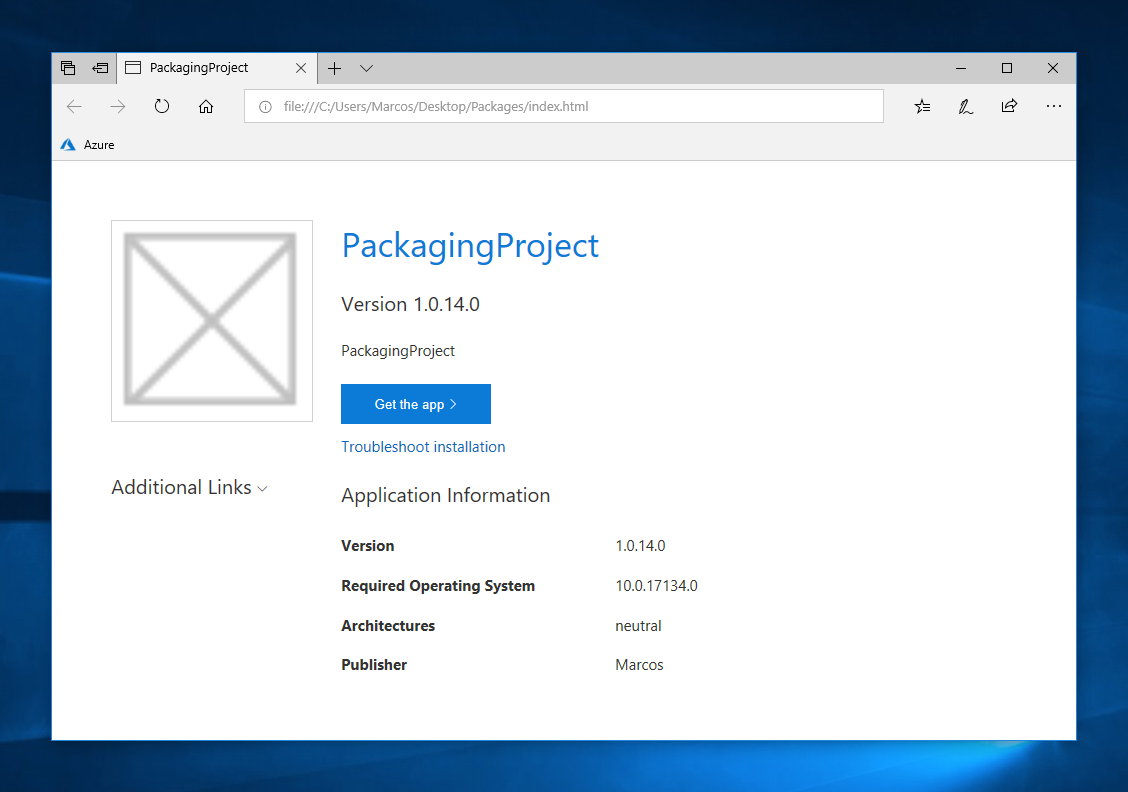 PackagingProject
file:///C:/Users/Marcos/Desktop/Packages/index.html
Azure
PackagingProject
Version 1.0.14.0
PackagingProject
Get the app
Troubleshoot installation
Additional Links
Application Information
Version 1.0.14.0
Required Operating System 10.0.17134.0
Architectures neutral
Publisher Marcos